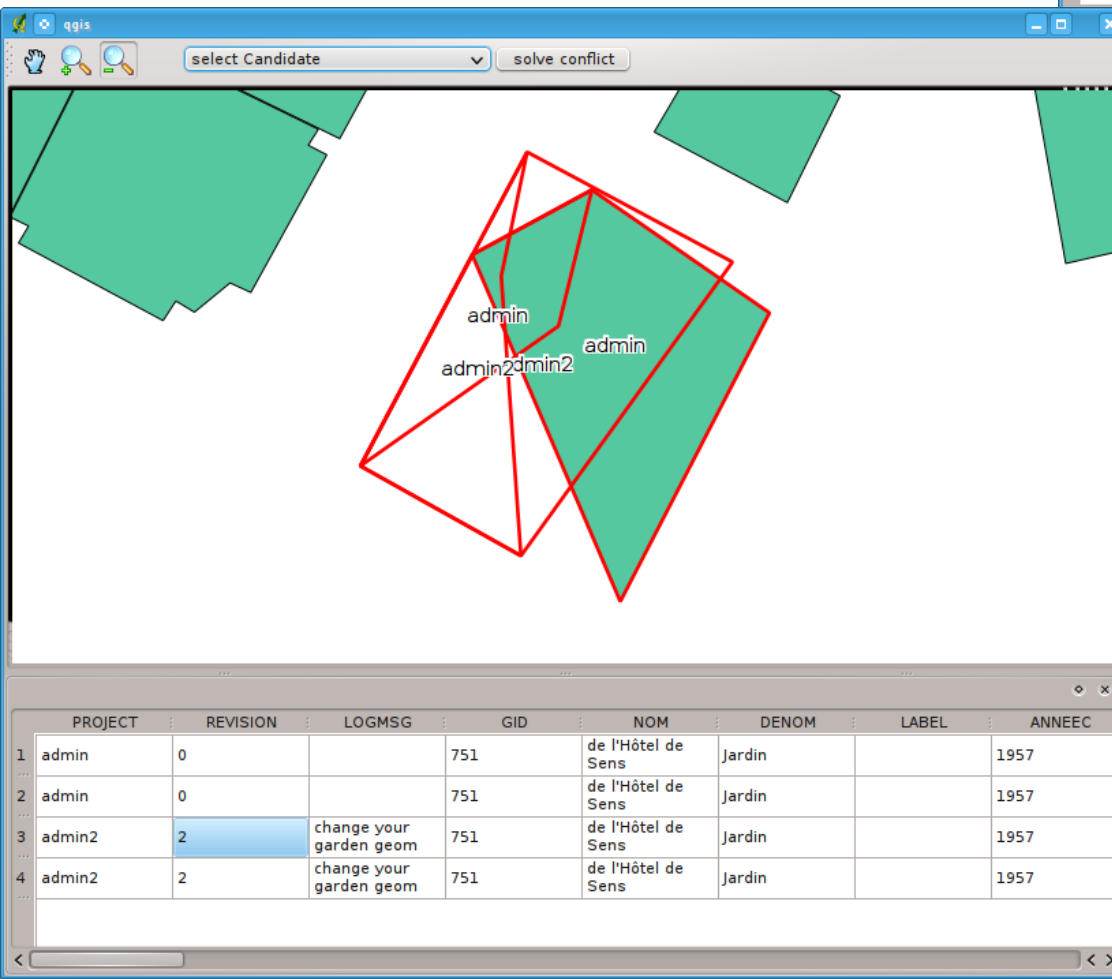 qgis
select Candidate
solve conflict
admin
admin
admin2
dmin2
PROJECT REVISION LOGMSG GID NOM DENOM LABEL ANNEEC
1 admin 0 751 de l'Hôtel de Sens Jardin 1957
2 admin 0 751 de l'Hôtel de Sens Jardin 1957
3 admin2 2 change your garden geom 751 de l'Hôtel de Sens Jardin 1957
4 admin2 2 change your garden geom 751 de l'Hôtel de Sens Jardin 1957